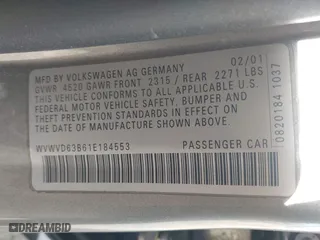 MFD BY VOLKSWAGEN AG GERMANY 02/01
GVWR 4520 GAWR FRONT 2315 / REAR 2271 LBS
THIS VEHICLE CONFORMS TO ALL APPLICABLE U.S.
FEDERAL MOTOR VEHICLE SAFETY, BUMPER AND
THEFT PREVENTION STANDARDS IN EFFECT ON
THE DATE OF MANUFACTURE SHOWN ABOVE.
WVWVD63B61E184553 PASSENGER CAR
0820184 1037